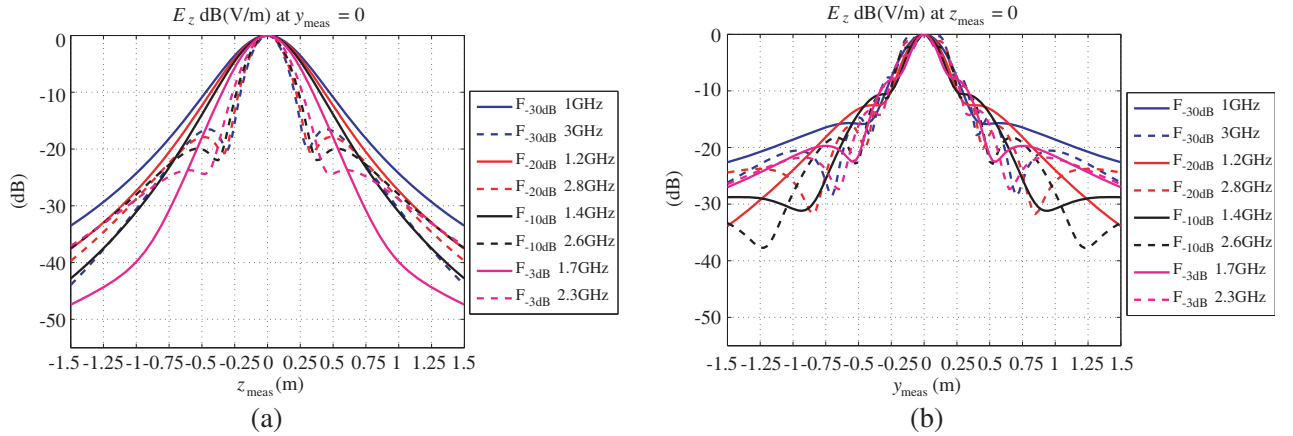 E_z dB(V/m) at y_meas = 0
0
-10
-20
-30
-40
-50
(dB)
-1.5 -1.25 -1 -0.75 -0.5 -0.25 0 0.25 0.5 0.75 1 1.25 1.5
z_meas (m)
F_-30dB 1GHz
F_-30dB 3GHz
F_-20dB 1.2GHz
F_-20dB 2.8GHz
F_-10dB 1.4GHz
F_-10dB 2.6GHz
F_-3dB 1.7GHz
F_-3dB 2.3GHz
(a)
E_z dB(V/m) at z_meas = 0
0
-10
-20
-30
-40
-50
(dB)
-1.5 -1.25 -1 -0.75 -0.5 -0.25 0 0.25 0.5 0.75 1 1.25 1.5
y_meas (m)
F_-30dB 1GHz
F_-30dB 3GHz
F_-20dB 1.2GHz
F_-20dB 2.8GHz
F_-10dB 1.4GHz
F_-10dB 2.6GHz
F_-3dB 1.7GHz
F_-3dB 2.3GHz
(b)